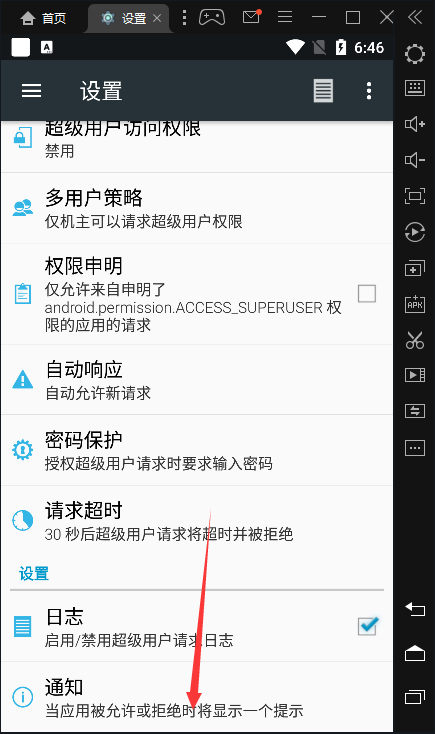 首页
设置
A
6:46
设置
超级用户访问权限
禁用
多用户策略
仅机主可以请求超级用户权限
权限申明
仅允许来自申明了
android.permission.ACCESS_SUPERUSER 权
限的应用的请求
自动响应
自动允许新请求
密码保护
授权超级用户请求时要求输入密码
请求超时
30 秒后超级用户请求将超时并被拒绝
设置
日志
启用/禁用超级用户请求日志
通知
当应用被允许或拒绝时将显示一个提示
APK